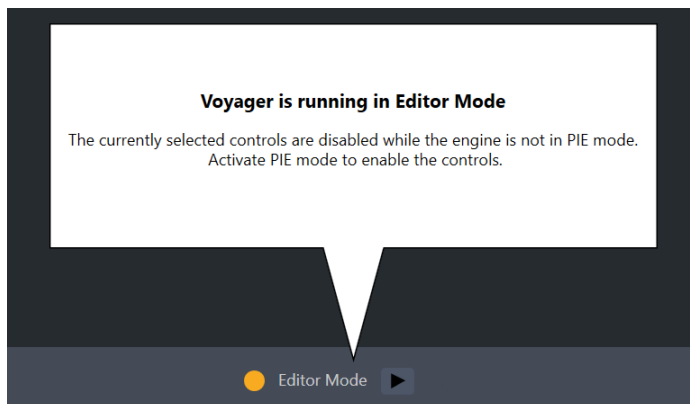 Voyager is running in Editor Mode
The currently selected controls are disabled while the engine is not in PIE mode.
Activate PIE mode to enable the controls.
Editor Mode